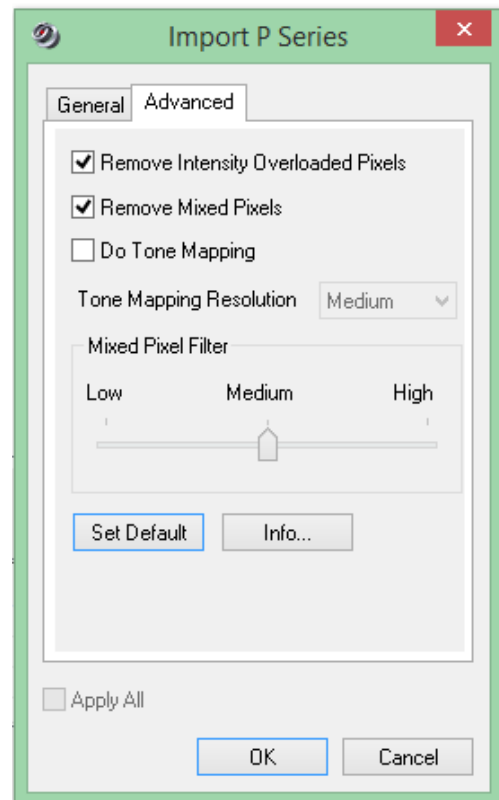 Import P Series
General Advanced
Remove Intensity Overloaded Pixels
Remove Mixed Pixels
Do Tone Mapping
Tone Mapping Resolution Medium
Mixed Pixel Filter
Low Medium High
Set Default Info...
Apply All
OK Cancel